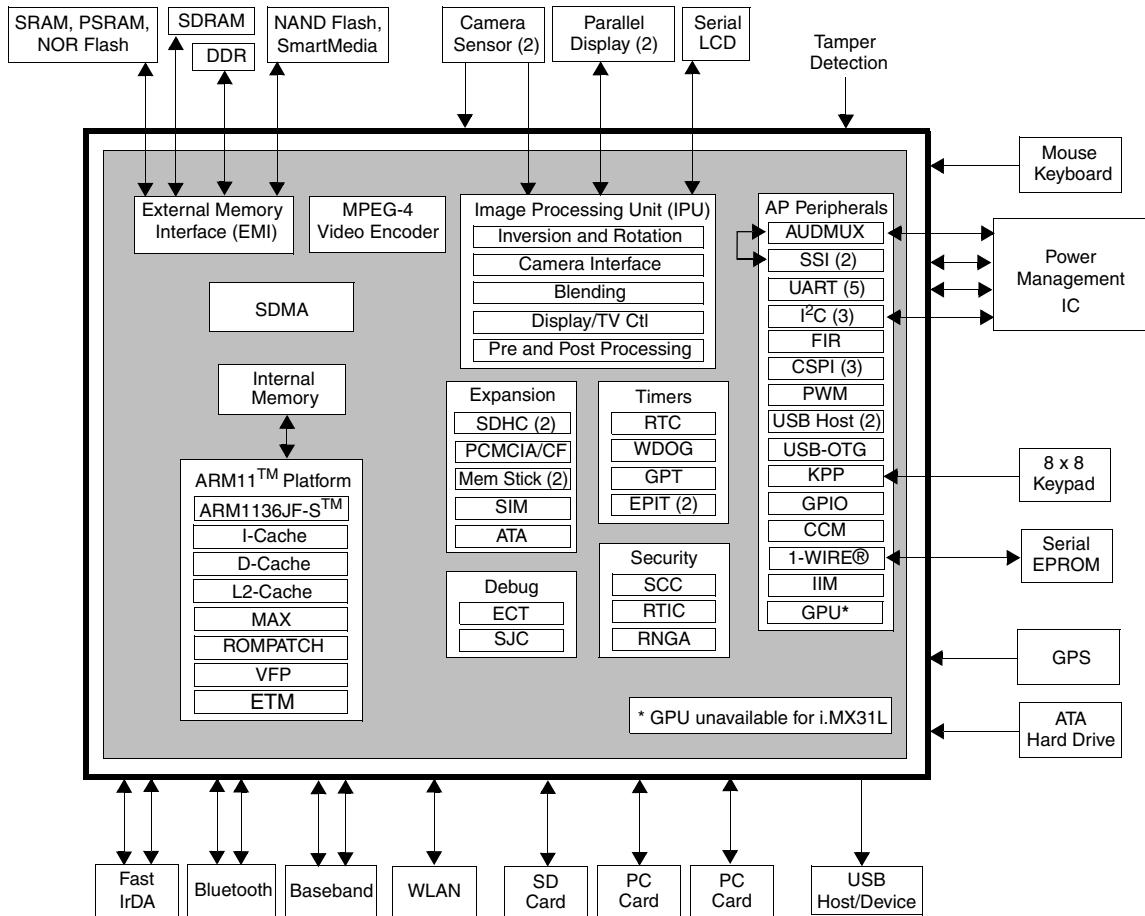 SRAM, PSRAM,
NOR Flash
SDRAM
DDR
NAND Flash,
SmartMedia
Camera
Sensor (2)
Parallel
Display (2)
Serial
LCD
Tamper
Detection
External Memory
Interface (EMI)
MPEG-4
Video Encoder
SDMA
Internal
Memory
ARM11™ Platform
ARM1136JF-S™
I-Cache
D-Cache
L2-Cache
MAX
ROMPATCH
VFP
ETM
Image Processing Unit (IPU)
Inversion and Rotation
Camera Interface
Blending
Display/TV Ctl
Pre and Post Processing
Expansion
SDHC (2)
PCMCIA/CF
Mem Stick (2)
SIM
ATA
Timers
RTC
WDOG
GPT
EPIT (2)
Debug
ECT
SJC
Security
SCC
RTIC
RNGA
AP Peripherals
AUDMUX
SSI (2)
UART (5)
I²C (3)
FIR
CSPI (3)
PWM
USB Host (2)
USB-OTG
KPP
GPIO
CCM
1-WIRE®
IIM
GPU*
* GPU unavailable for i.MX31L
Mouse
Keyboard
Power
Management
IC
8 x 8
Keypad
Serial
EPROM
GPS
ATA
Hard Drive
Fast
IrDA
Bluetooth
Baseband
WLAN
SD
Card
PC
Card
PC
Card
USB
Host/Device